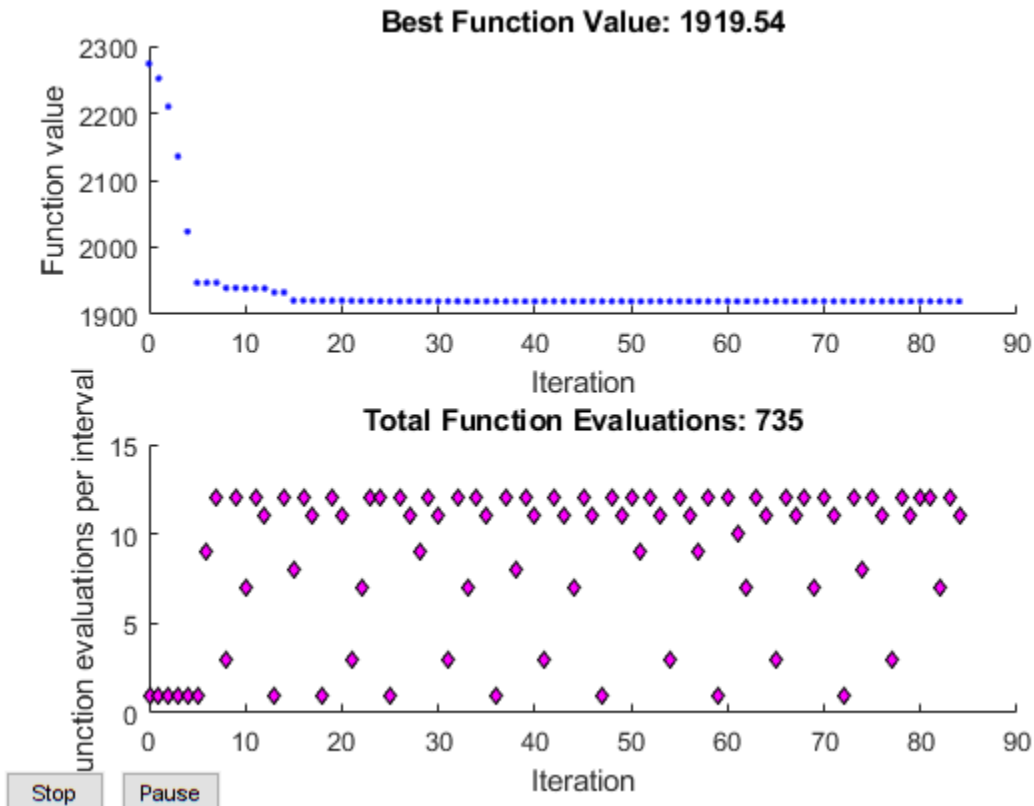 Best Function Value: 1919.54
Function value
2300
2200
2100
2000
1900
0 10 20 30 40 50 60 70 80 90
Iteration
Total Function Evaluations: 735
unction evaluations per interval
15
10
5
0
0 10 20 30 40 50 60 70 80 90
Iteration
Stop Pause